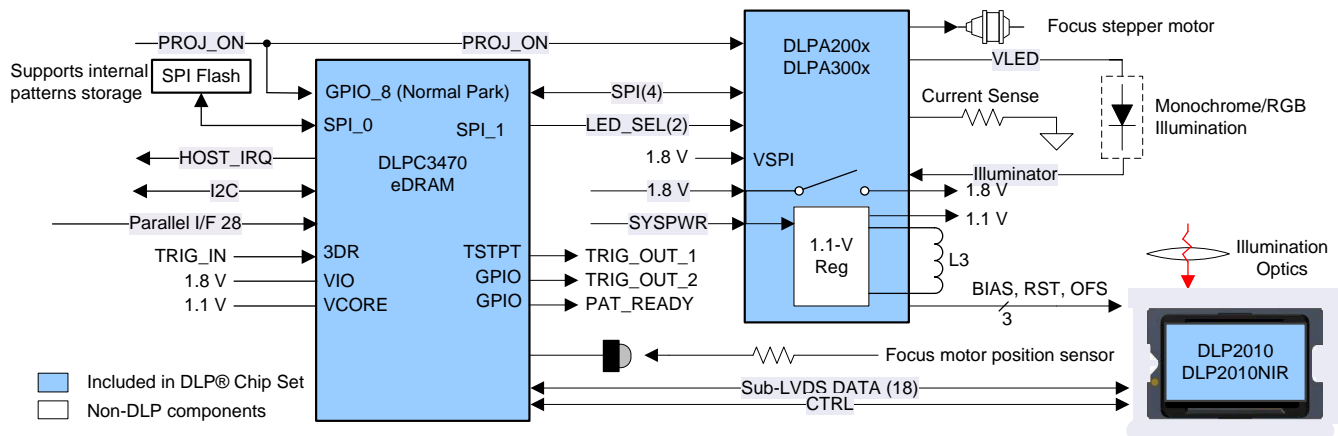 PROJ_ON
PROJ_ON
Supports internal
patterns storage
SPI Flash
GPIO_8 (Normal Park)
SPI_0
SPI_1
DLPC3470
eDRAM
HOST_IRQ
I2C
Parallel I/F 28
TRIG_IN
3DR
1.8 V
VIO
1.1 V
VCORE
TSTPT
TRIG_OUT_1
GPIO
TRIG_OUT_2
GPIO
PAT_READY
SPI(4)
LED_SEL(2)
1.8 V
VSPI
1.8 V
SYSPWR
DLPA200x
DLPA300x
1.1-V
Reg
Focus stepper motor
VLED
Current Sense
Monochrome/RGB
Illumination
Illuminator
1.8 V
1.1 V
L3
BIAS, RST, OFS
3
Illumination
Optics
DLP2010
DLP2010NIR
Focus motor position sensor
Sub-LVDS DATA (18)
CTRL
Included in DLP® Chip Set
Non-DLP components